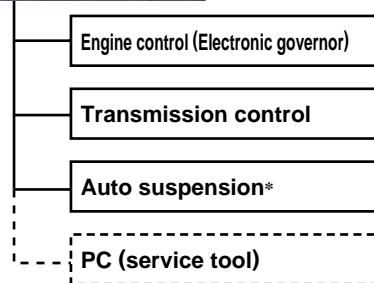 Engine control (Electronic governor)
Transmission control
Auto suspension*
PC (service tool)